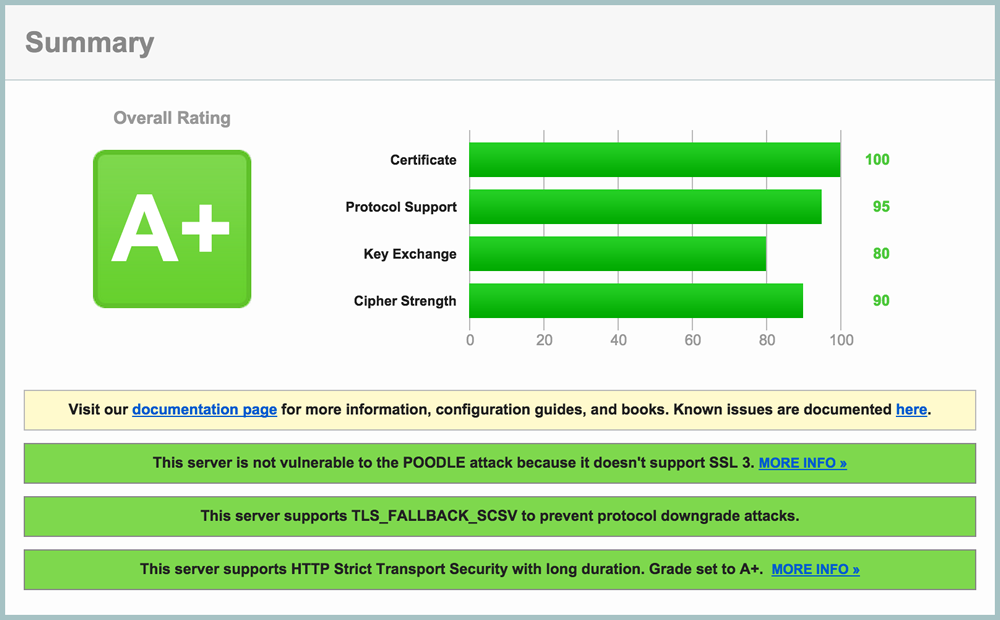 Summary
Overall Rating
A+
Certificate 100
Protocol Support 95
Key Exchange 80
Cipher Strength 90
0 20 40 60 80 100
Visit our documentation page for more information, configuration guides, and books. Known issues are documented here.
This server is not vulnerable to the POODLE attack because it doesn't support SSL 3. MORE INFO »
This server supports TLS_FALLBACK_SCSV to prevent protocol downgrade attacks.
This server supports HTTP Strict Transport Security with long duration. Grade set to A+. MORE INFO »